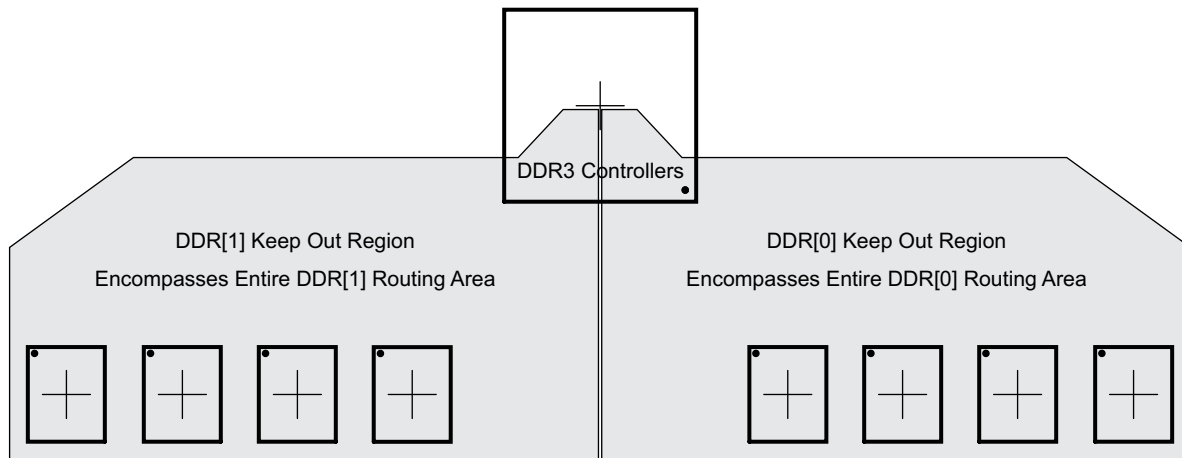 DDR3 Controllers
DDR[1] Keep Out Region
Encompasses Entire DDR[1] Routing Area
DDR[0] Keep Out Region
Encompasses Entire DDR[0] Routing Area